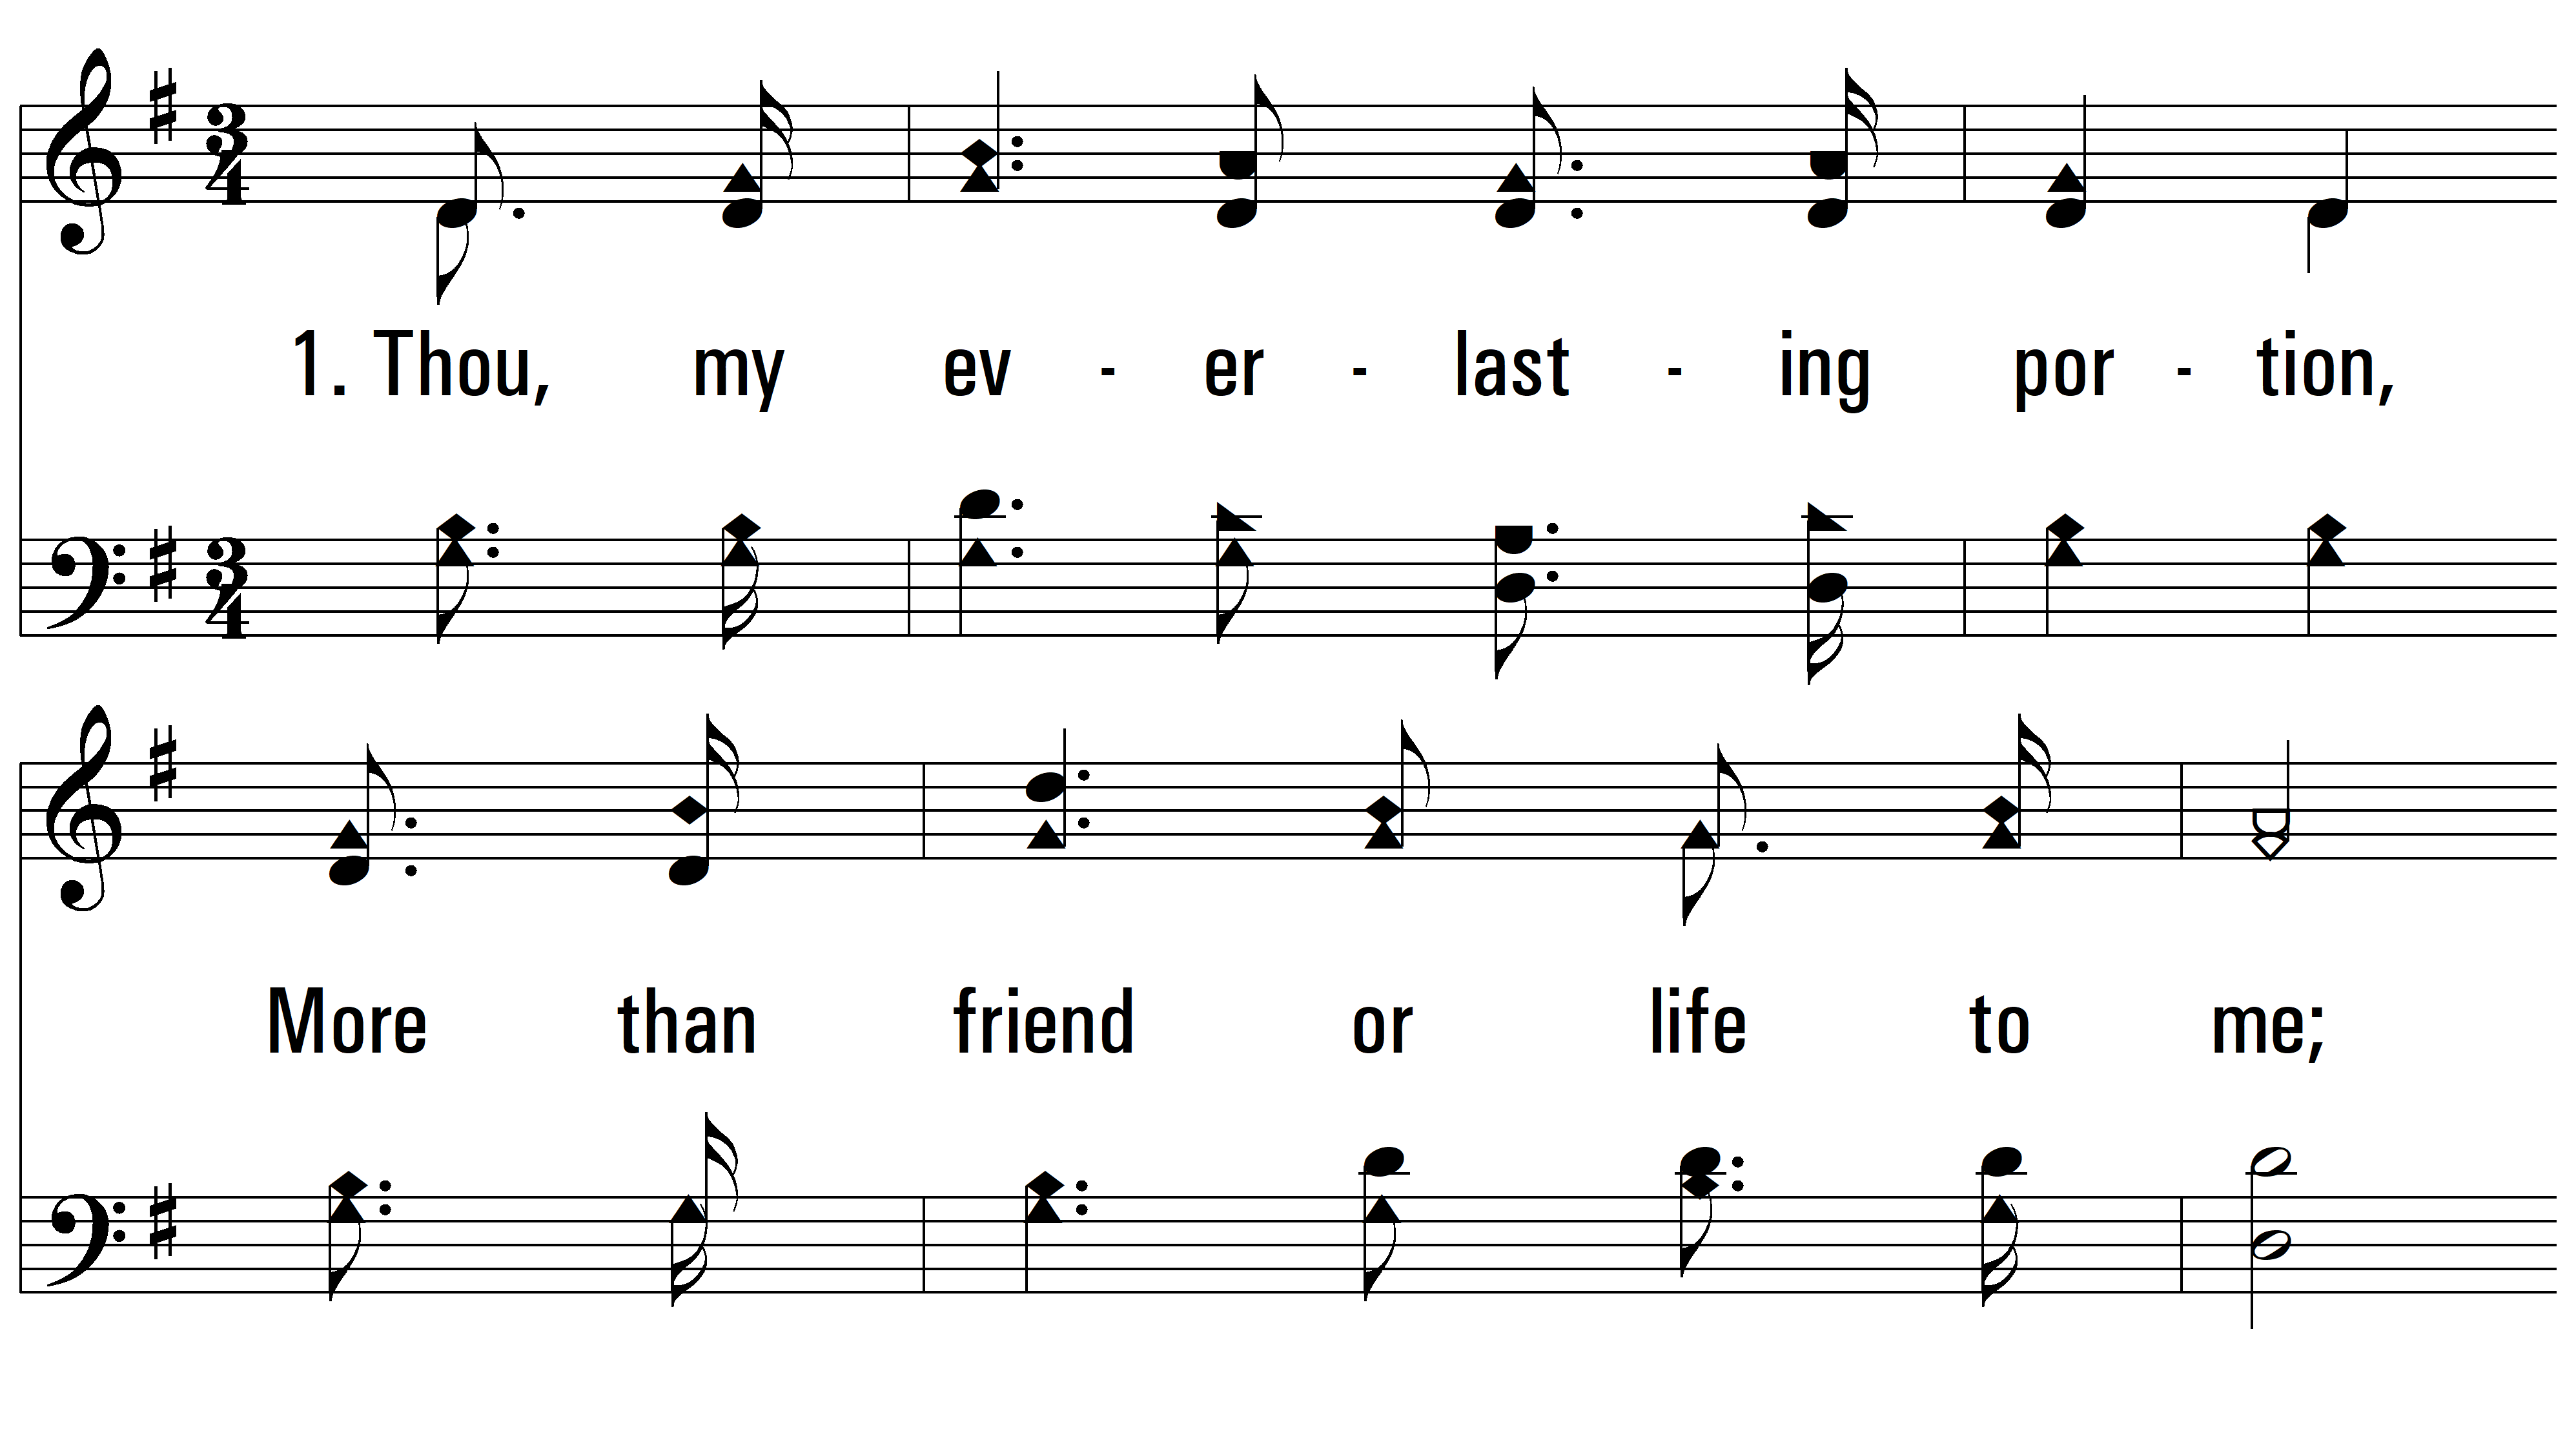 1. Thou, my ev - er - last - ing por - tion,
More than friend or life to me;